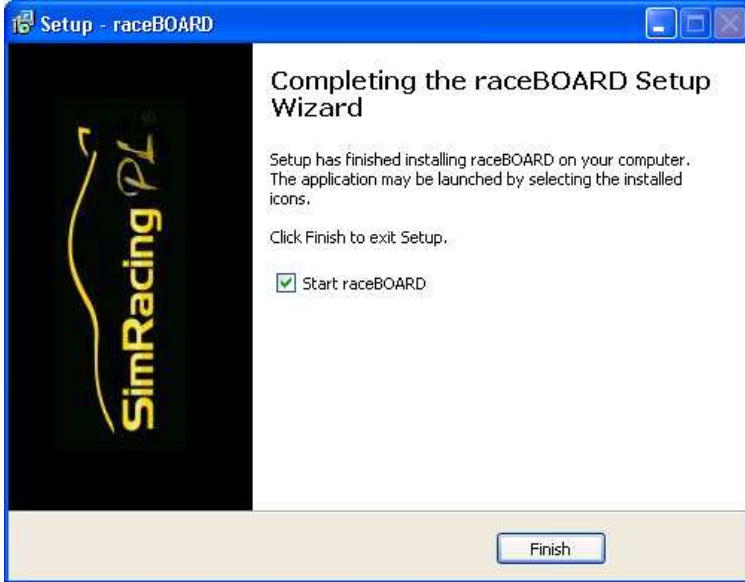 Setup - raceBOARD
Completing the raceBOARD Setup
Wizard
Setup has finished installing raceBOARD on your computer.
The application may be launched by selecting the installed
icons.
Click Finish to exit Setup.
Start raceBOARD
SimRacing PL ®
Finish